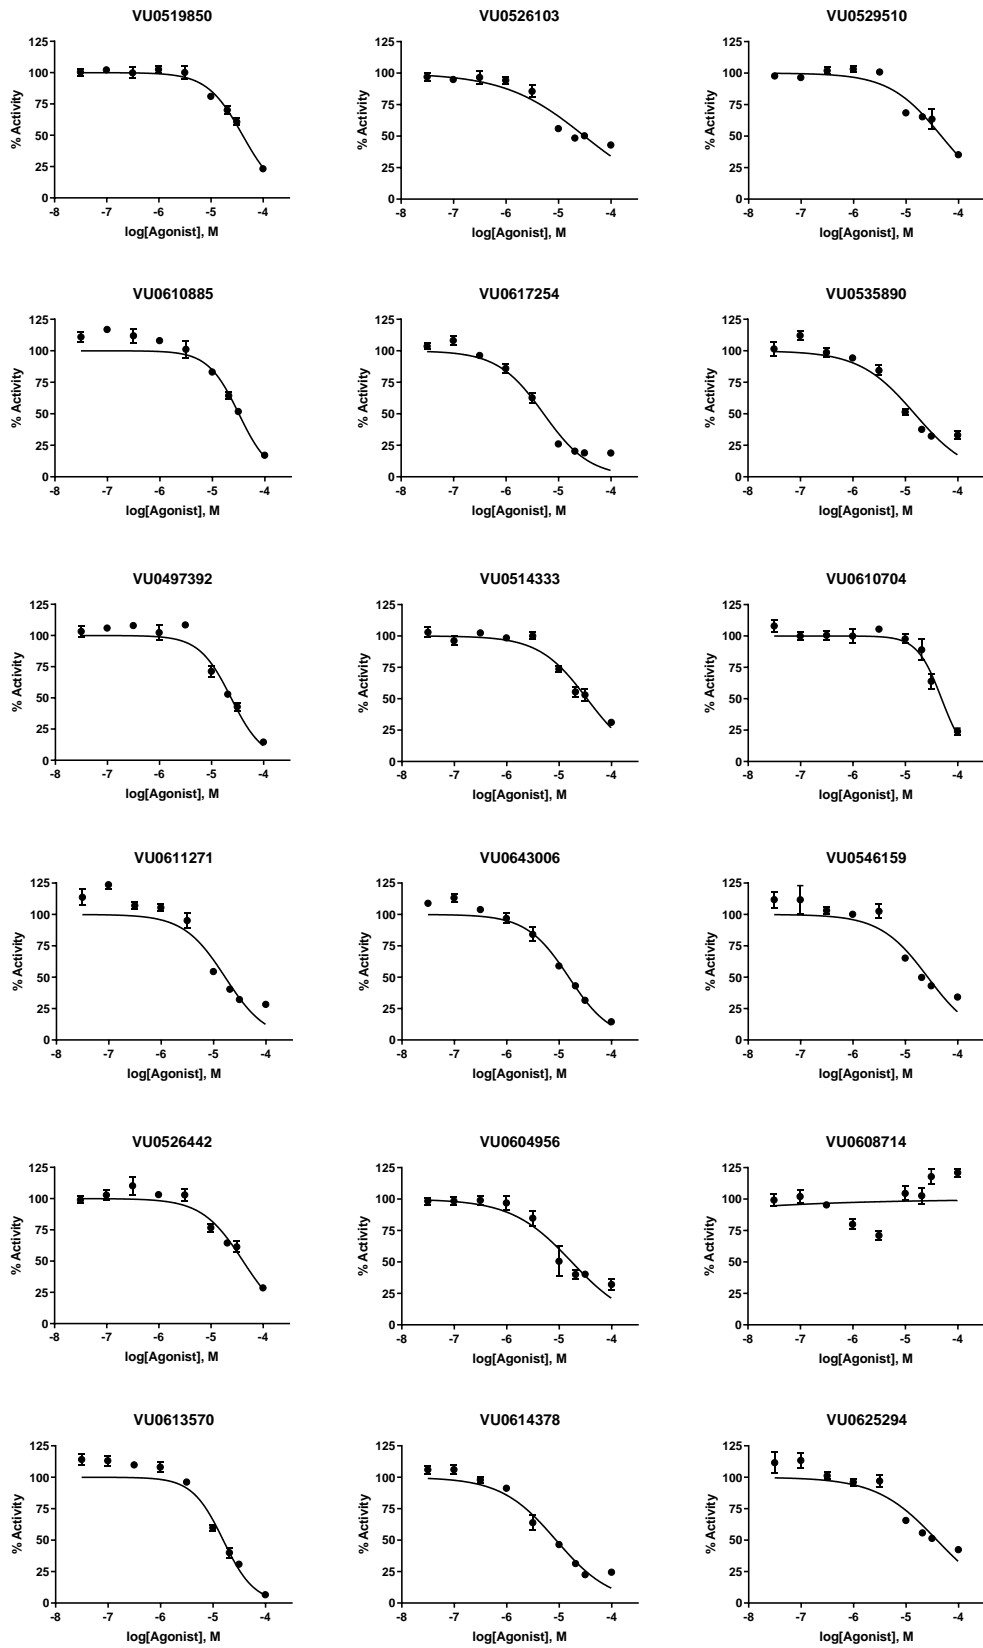 VU0519850
125
100
75
50
25
0
-8 -7 -6 -5 -4
% Activity
log[Agonist], M
VU0526103
125
100
75
50
25
0
-8 -7 -6 -5 -4
% Activity
log[Agonist], M
VU0529510
125
100
75
50
25
0
-8 -7 -6 -5 -4
% Activity
log[Agonist], M
VU0610885
125
100
75
50
25
0
-8 -7 -6 -5 -4
% Activity
log[Agonist], M
VU0617254
125
100
75
50
25
0
-8 -7 -6 -5 -4
% Activity
log[Agonist], M
VU0535890
125
100
75
50
25
0
-8 -7 -6 -5 -4
% Activity
log[Agonist], M
VU0497392
125
100
75
50
25
0
-8 -7 -6 -5 -4
% Activity
log[Agonist], M
VU0514333
125
100
75
50
25
0
-8 -7 -6 -5 -4
% Activity
log[Agonist], M
VU0610704
125
100
75
50
25
0
-8 -7 -6 -5 -4
% Activity
log[Agonist], M
VU0611271
125
100
75
50
25
0
-8 -7 -6 -5 -4
% Activity
log[Agonist], M
VU0643006
125
100
75
50
25
0
-8 -7 -6 -5 -4
% Activity
log[Agonist], M
VU0546159
125
100
75
50
25
0
-8 -7 -6 -5 -4
% Activity
log[Agonist], M
VU0526442
125
100
75
50
25
0
-8 -7 -6 -5 -4
% Activity
log[Agonist], M
VU0604956
125
100
75
50
25
0
-8 -7 -6 -5 -4
% Activity
log[Agonist], M
VU0608714
125
100
75
50
25
0
-8 -7 -6 -5 -4
% Activity
log[Agonist], M
VU0613570
125
100
75
50
25
0
-8 -7 -6 -5 -4
% Activity
log[Agonist], M
VU0614378
125
100
75
50
25
0
-8 -7 -6 -5 -4
% Activity
log[Agonist], M
VU0625294
125
100
75
50
25
0
-8 -7 -6 -5 -4
% Activity
log[Agonist], M